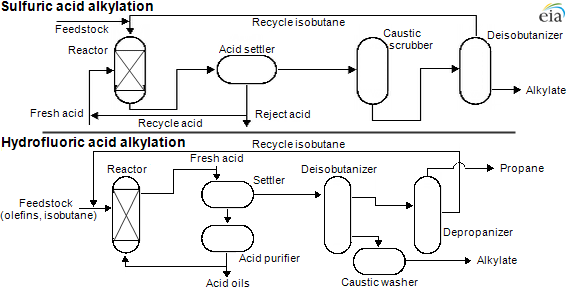 Sulfuric acid alkylation
eia
Feedstock
Recycle isobutane
Reactor
Acid settler
Caustic
scrubber
Deisobutanizer
Alkylate
Fresh acid
Recycle acid
Reject acid
Hydrofluoric acid alkylation
Recycle isobutane
Fresh acid
Reactor
Deisobutanizer
Propane
Settler
Feedstock
(olefins, isobutane)
Depropanizer
Acid purifier
Alkylate
Acid oils
Caustic washer